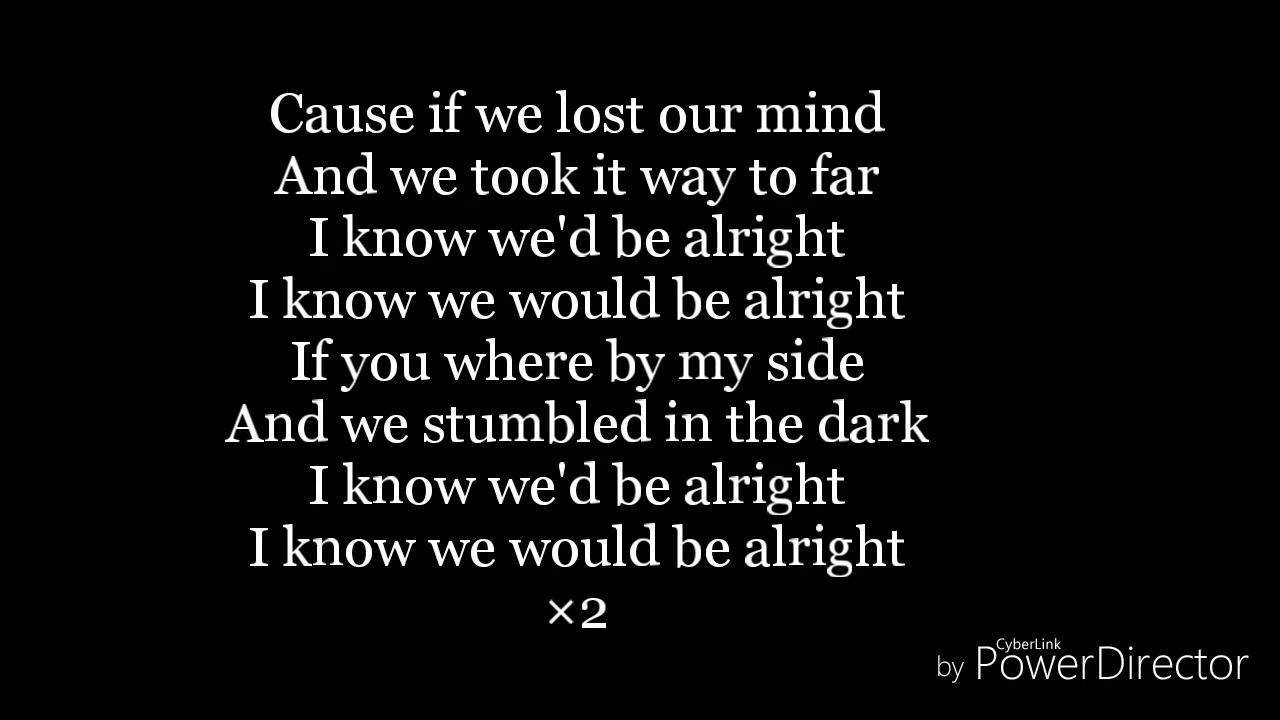 Cause if we lost our mind
And we took it way to far
I know we'd be alright
I know we would be alright
If you where by my side
And we stumbled in the dark
I know we'd be alright
I know we would be alright
×2
CyberLink
by PowerDirector